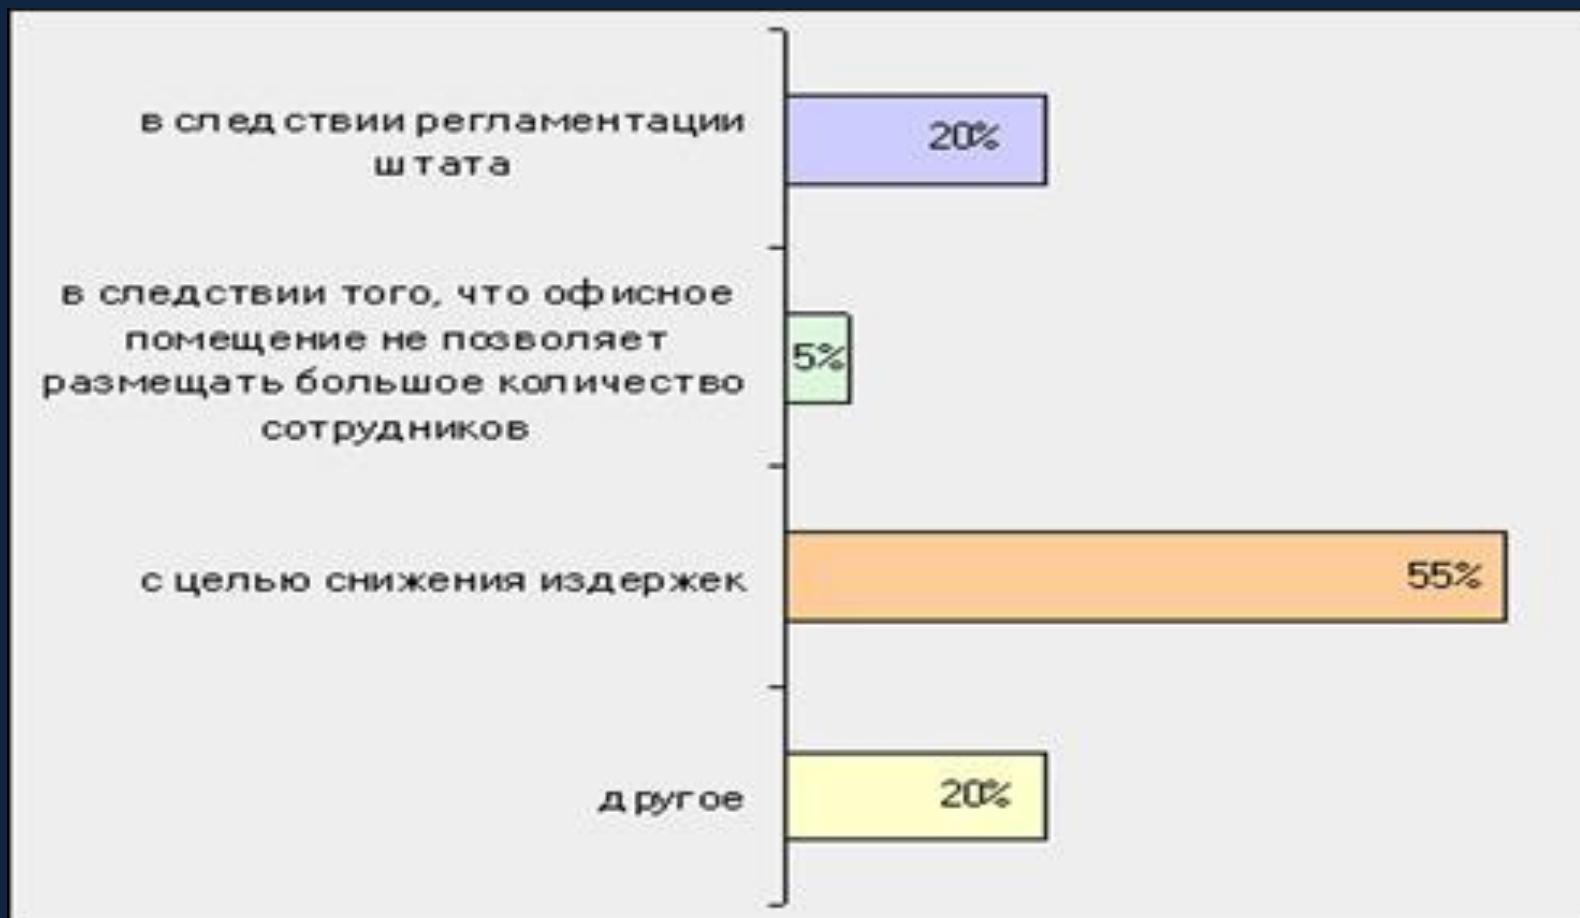 в следствии регламентации
штата
20%
в следствии того, что офисное
помещение не позволяет
размещать большое количество
сотрудников
5%
с целью снижения издержек
55%
другое
20%